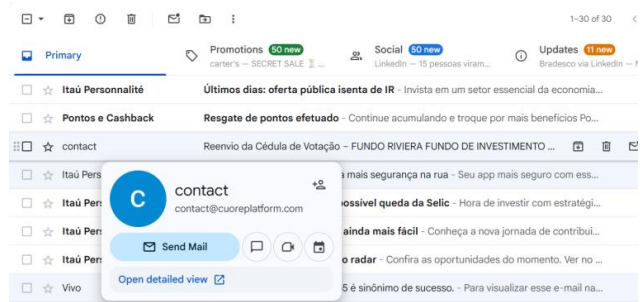 1–30 of 30
Primary
Promotions 50 new
carter's — SECRET SALE ⏳ ...
Social 50 new
LinkedIn — 15 pessoas viram...
Updates 11 new
Bradesco via LinkedIn —
Itaú Personnalité Últimos dias: oferta pública isenta de IR - Invista em um setor essencial da economia...
Pontos e Cashback Resgate de pontos efetuado - Continue acumulando e troque por mais benefícios Po...
contact Reenvio da Cédula de Votação – FUNDO RIVIERA FUNDO DE INVESTIMENTO ...
Itaú Pers a mais segurança na rua - Seu app mais seguro com ess...
Itaú Per possível queda da Selic - Hora de investir com estratégi...
Itaú Per ainda mais fácil - Conheça a nova jornada de contribui...
Itaú Per o radar - Confira as oportunidades do momento. Ver no ...
Vivo 5 é sinônimo de sucesso. - Para visualizar esse e-mail na...
C
contact
contact@cuoreplatform.com
Send Mail
Open detailed view